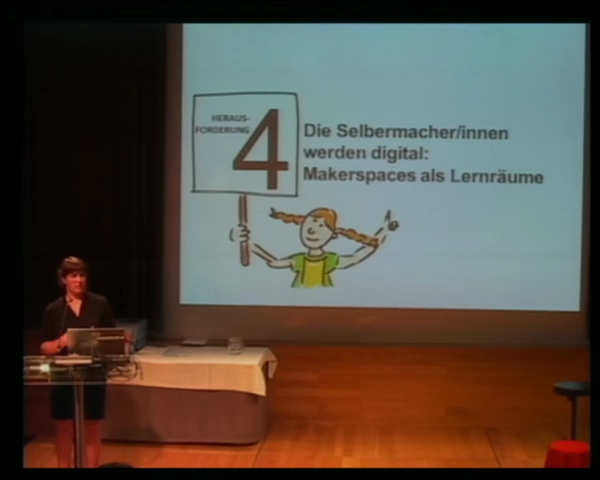 HERAUS-
FORDERUNG
4
Die Selbermacher/innen
werden digital:
Makerspaces als Lernräume